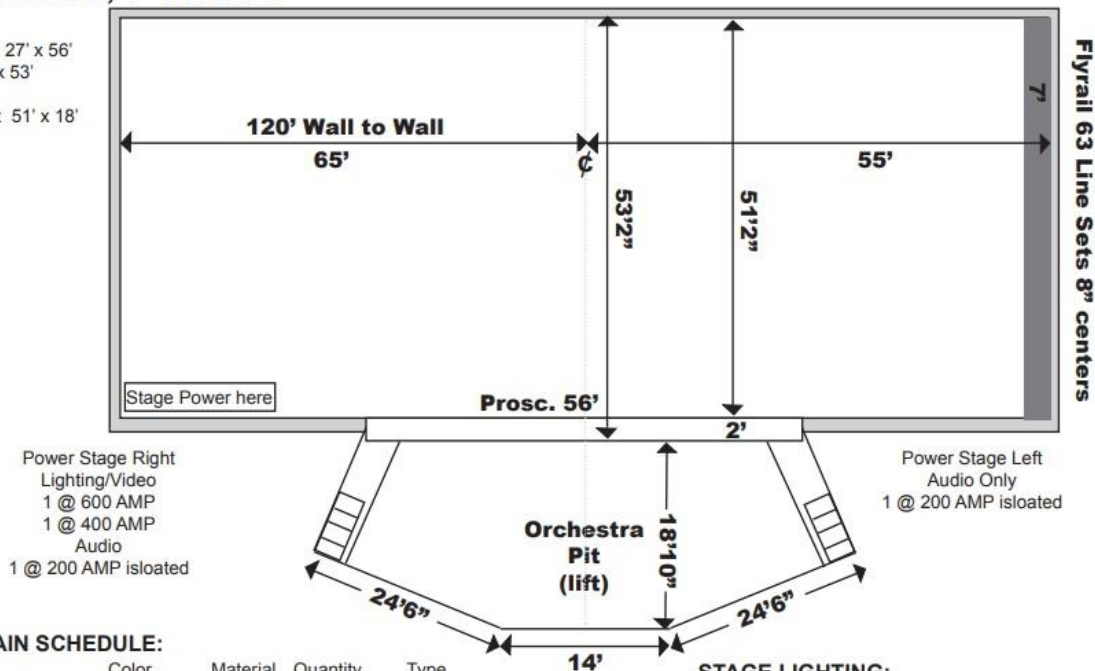 27' x 56'
x 53'
51' x 18'
120' Wall to Wall
65'
₵
55'
7'
Flyrail 63 Line Sets 8” centers
53'2”
51'2”
Stage Power here
Prosc. 56'
2'
Power Stage Right
Lighting/Video
1 @ 600 AMP
1 @ 400 AMP
Audio
1 @ 200 AMP isloated
Power Stage Left
Audio Only
1 @ 200 AMP isloated
Orchestra
Pit
(lift)
18'10”
24'6”
24'6”
14'
AIN SCHEDULE:
Color Material Quantity Type
STAGE LIGHTING: